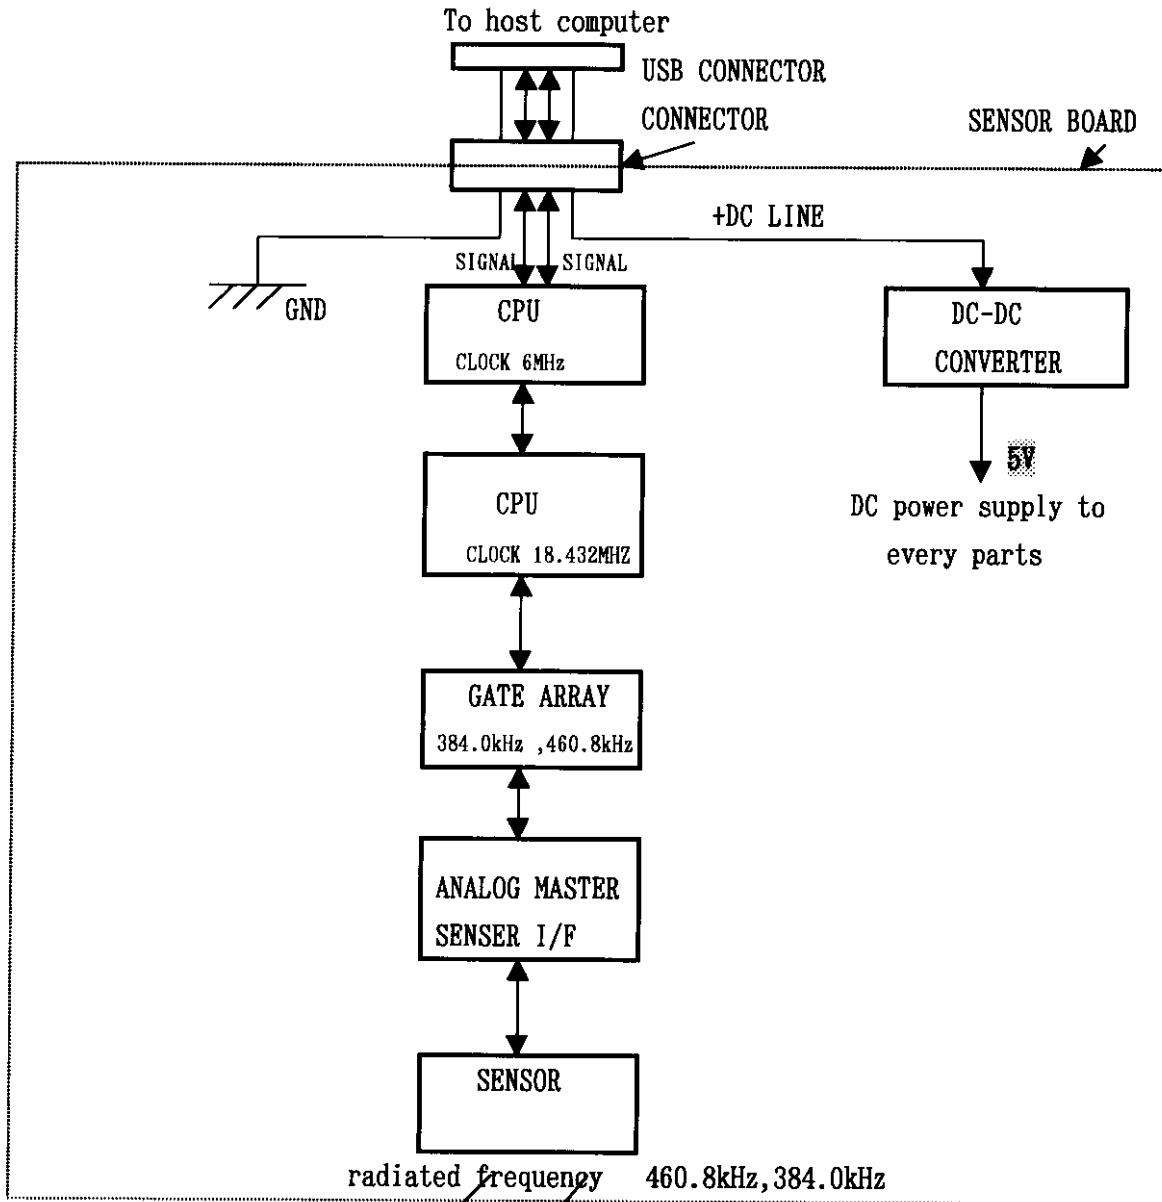 To host computer
USB CONNECTOR
CONNECTOR
SENSOR BOARD
+DC LINE
SIGNAL
SIGNAL
GND
CPU
CLOCK 6MHz
DC-DC
CONVERTER
5V
DC power supply to
every parts
CPU
CLOCK 18.432MHZ
GATE ARRAY
384.0kHz ,460.8kHz
ANALOG MASTER
SENSER I/F
SENSOR
radiated frequency 460.8kHz,384.0kHz